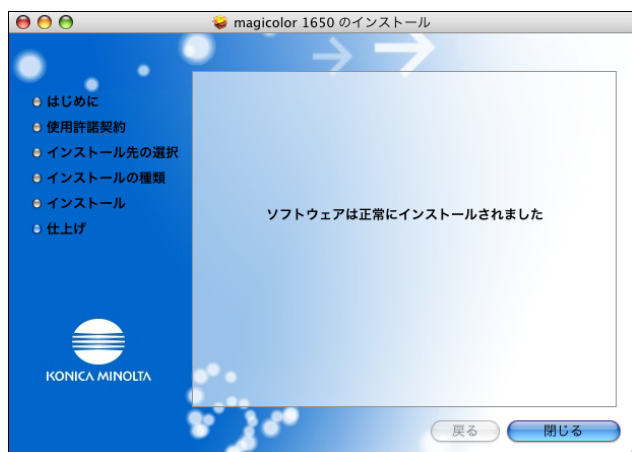 magicolor 1650 のインストール
はじめに
使用許諾契約
インストール先の選択
インストールの種類
インストール
仕上げ
ソフトウェアは正常にインストールされました
KONICA MINOLTA
戻る
閉じる